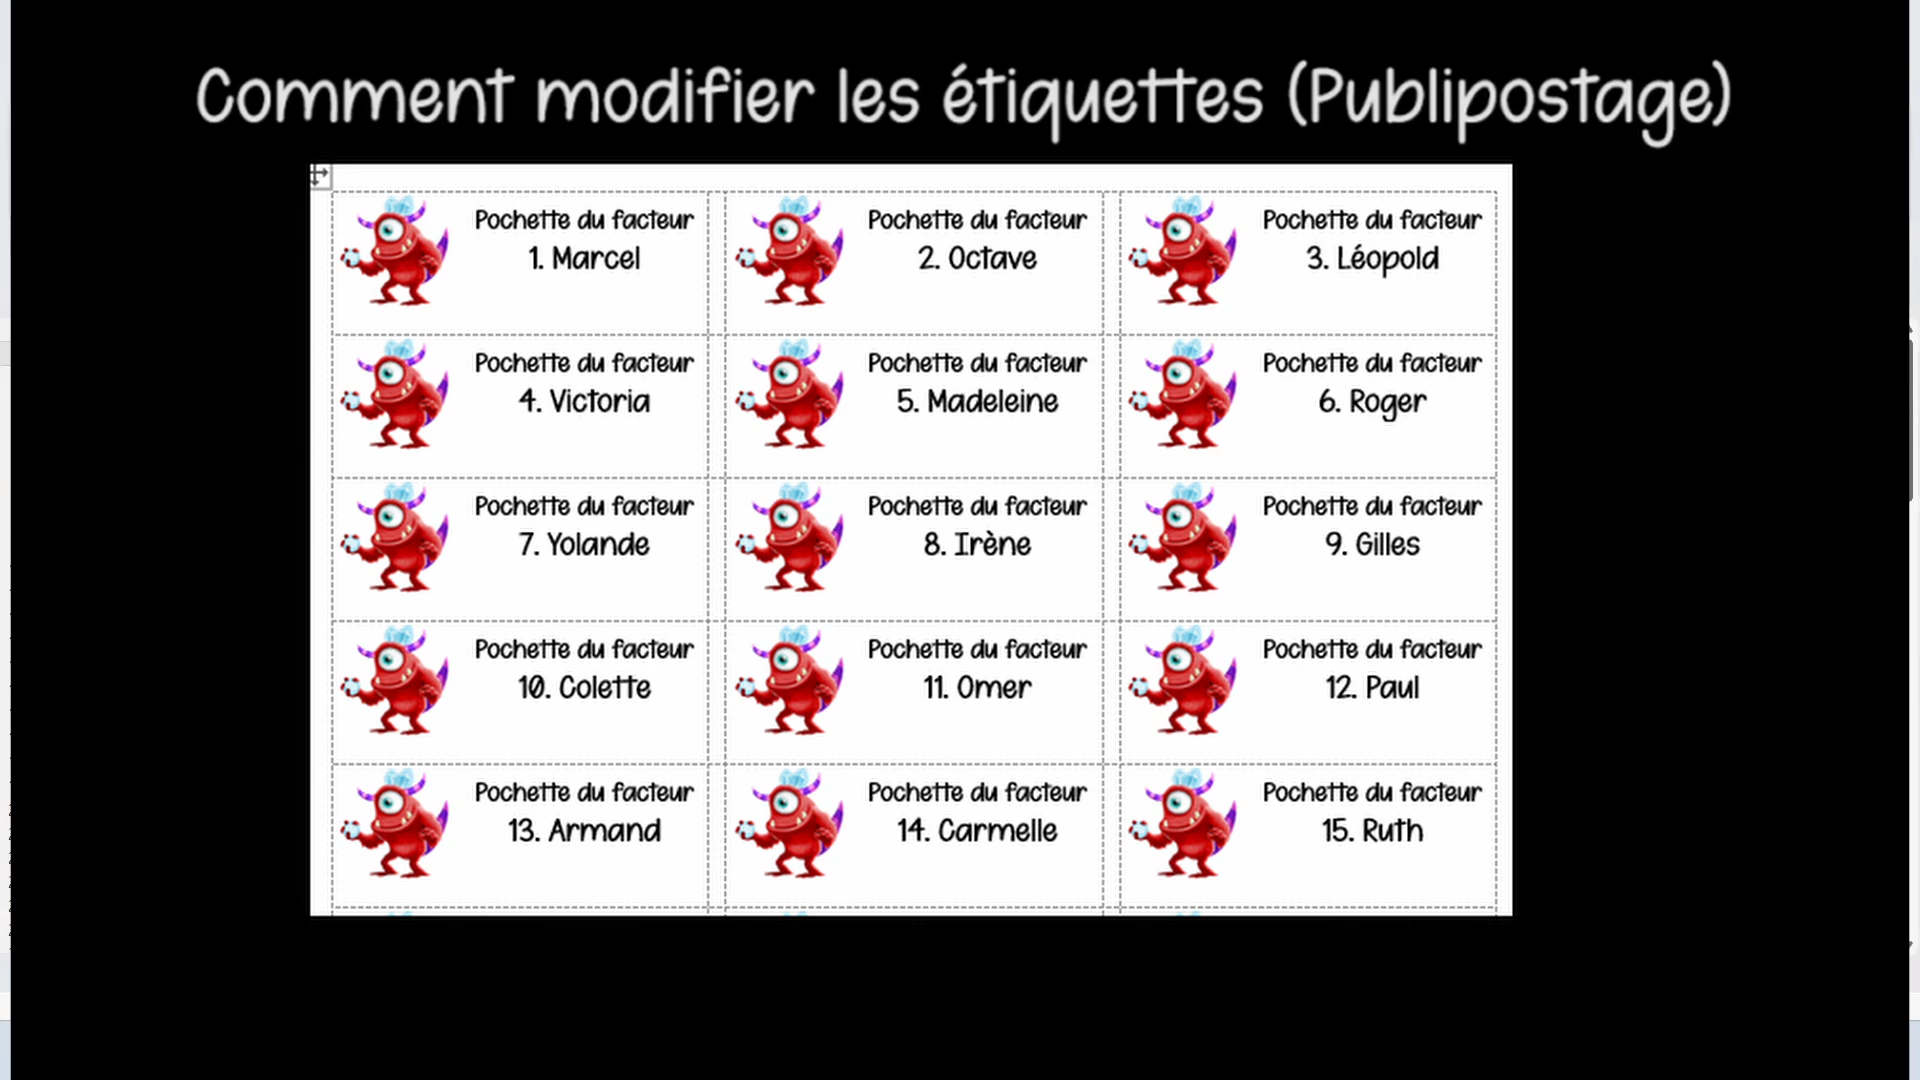 Comment modifier les étiquettes (Publipostage)
Pochette du facteur
1. Marcel
Pochette du facteur
2. Octave
Pochette du facteur
3. Léopold
Pochette du facteur
4. Victoria
Pochette du facteur
5. Madeleine
Pochette du facteur
6. Roger
Pochette du facteur
7. Yolande
Pochette du facteur
8. Irène
Pochette du facteur
9. Gilles
Pochette du facteur
10. Colette
Pochette du facteur
11. Omer
Pochette du facteur
12. Paul
Pochette du facteur
13. Armand
Pochette du facteur
14. Carmelle
Pochette du facteur
15. Ruth